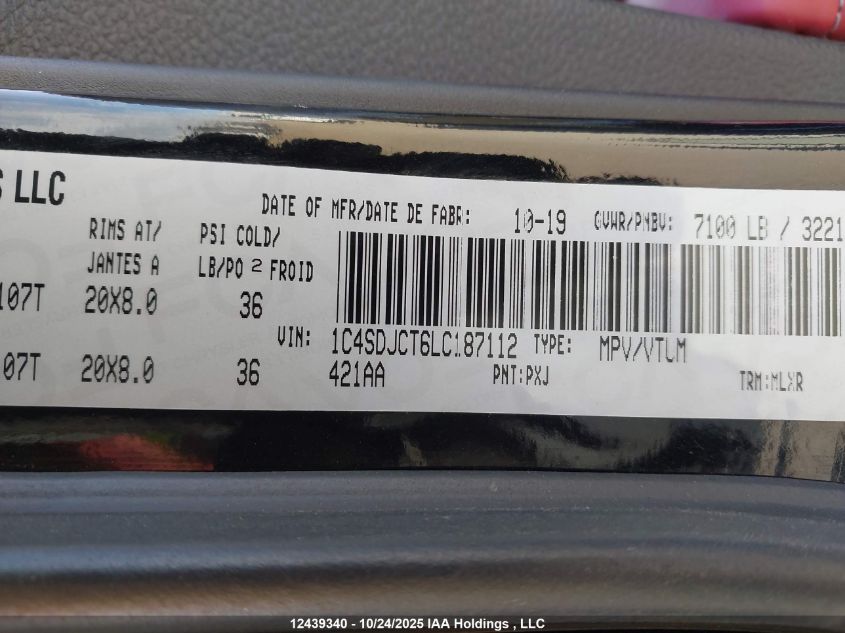 S LLC
DATE OF MFR/DATE DE FABR: 10-19 GVWR/PNBV: 7100 LB / 3221
RIMS AT/ PSI COLD/
JANTES A LB/PO 2 FROID
107T 20X8.0 36
VIN: 1C4SDJCT6LC187112 TYPE: MPV/VTUM
07T 20X8.0 36 421AA PNT:PXJ TRM:MLXR
12439340 - 10/24/2025 IAA Holdings , LLC